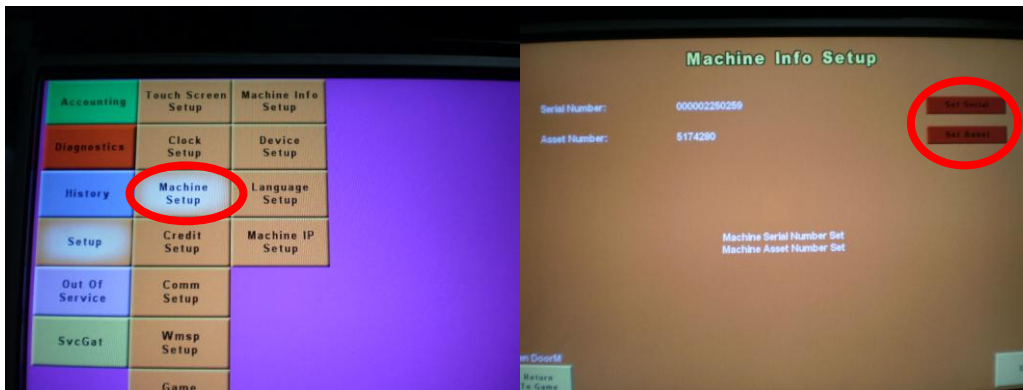 Accounting
Touch Screen
Setup
Machine Info
Setup
Diagnostics
Clock
Setup
Device
Setup
History
Machine
Setup
Language
Setup
Setup
Credit
Setup
Machine IP
Setup
Out Of
Service
Comm
Setup
SvcGat
Wmsp
Setup
Game
Machine Info Setup
Serial Number: 000002250259 Set Serial
Asset Number: 5174280 Set Asset
Machine Serial Number Set
Machine Asset Number Set
en DoorM
Return
To Game